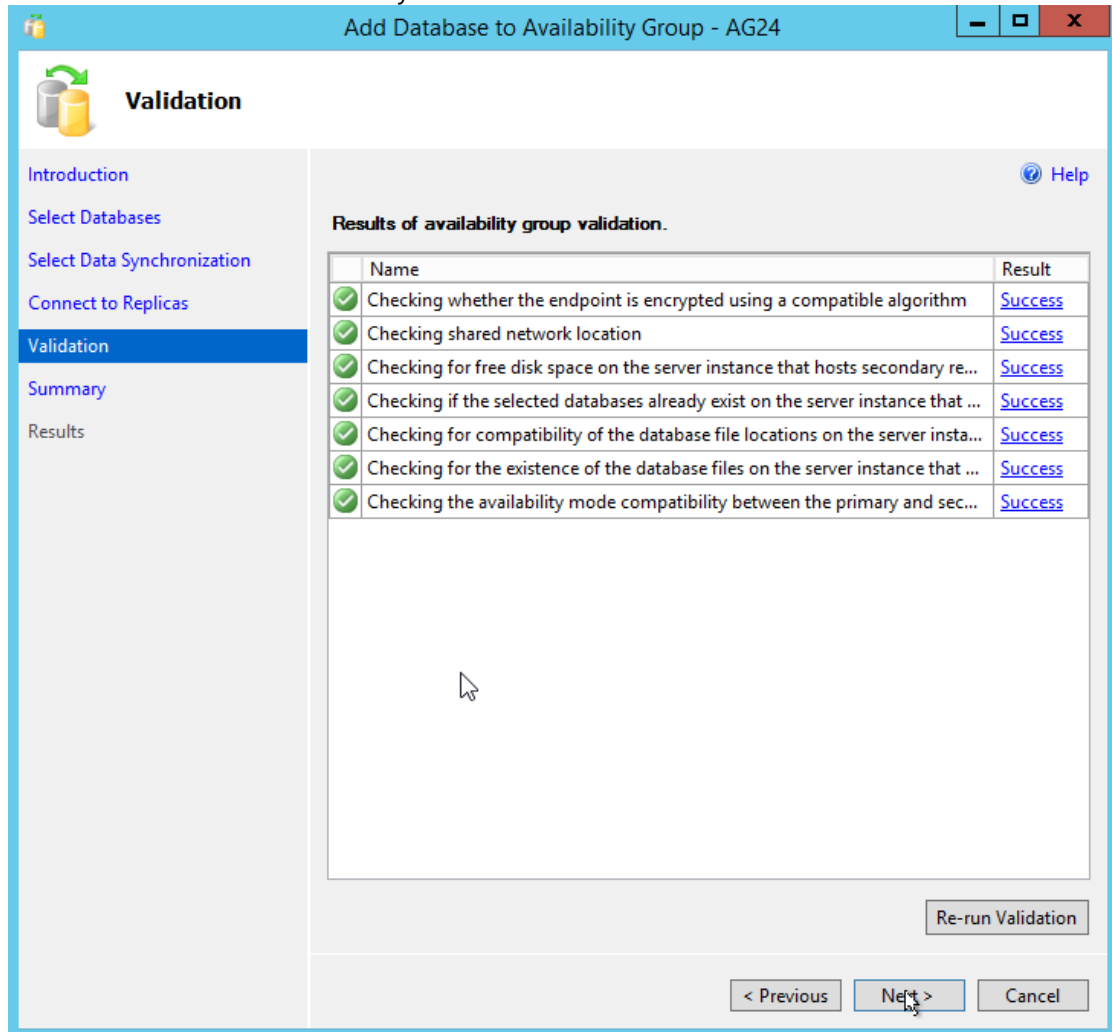 Add Database to Availability Group - AG24
x
Validation
Introduction
Select Databases
Select Data Synchronization
Connect to Replicas
Validation
Summary
Results
Help
Results of availability group validation.
Name Result
Checking whether the endpoint is encrypted using a compatible algorithm Success
Checking shared network location Success
Checking for free disk space on the server instance that hosts secondary re... Success
Checking if the selected databases already exist on the server instance that ... Success
Checking for compatibility of the database file locations on the server insta... Success
Checking for the existence of the database files on the server instance that ... Success
Checking the availability mode compatibility between the primary and sec... Success
Re-run Validation
< Previous Next > Cancel